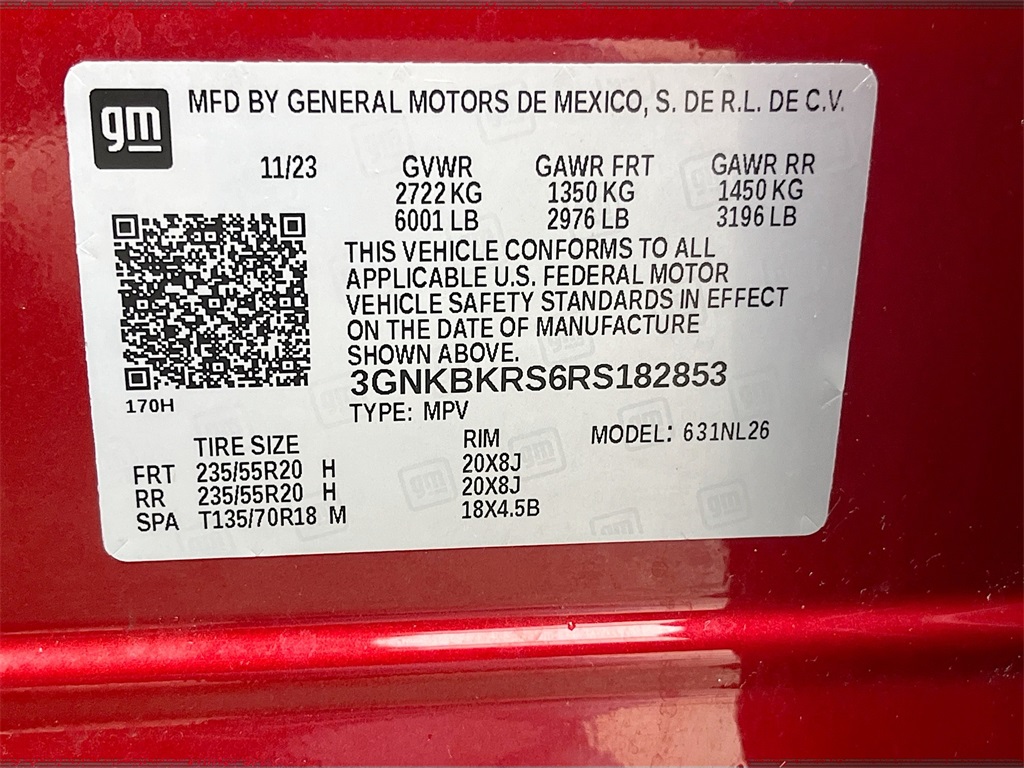 gm MFD BY GENERAL MOTORS DE MEXICO, S. DE R.L. DE C.V.
11/23 GVWR GAWR FRT GAWR RR
2722 KG 1350 KG 1450 KG
6001 LB 2976 LB 3196 LB
THIS VEHICLE CONFORMS TO ALL
APPLICABLE U.S. FEDERAL MOTOR
VEHICLE SAFETY STANDARDS IN EFFECT
ON THE DATE OF MANUFACTURE
SHOWN ABOVE.
3GNKBKRS6RS182853
170H
TYPE: MPV
TIRE SIZE RIM MODEL: 631NL26
FRT 235/55R20 H 20X8J
RR 235/55R20 H 20X8J
SPA T135/70R18 M 18X4.5B